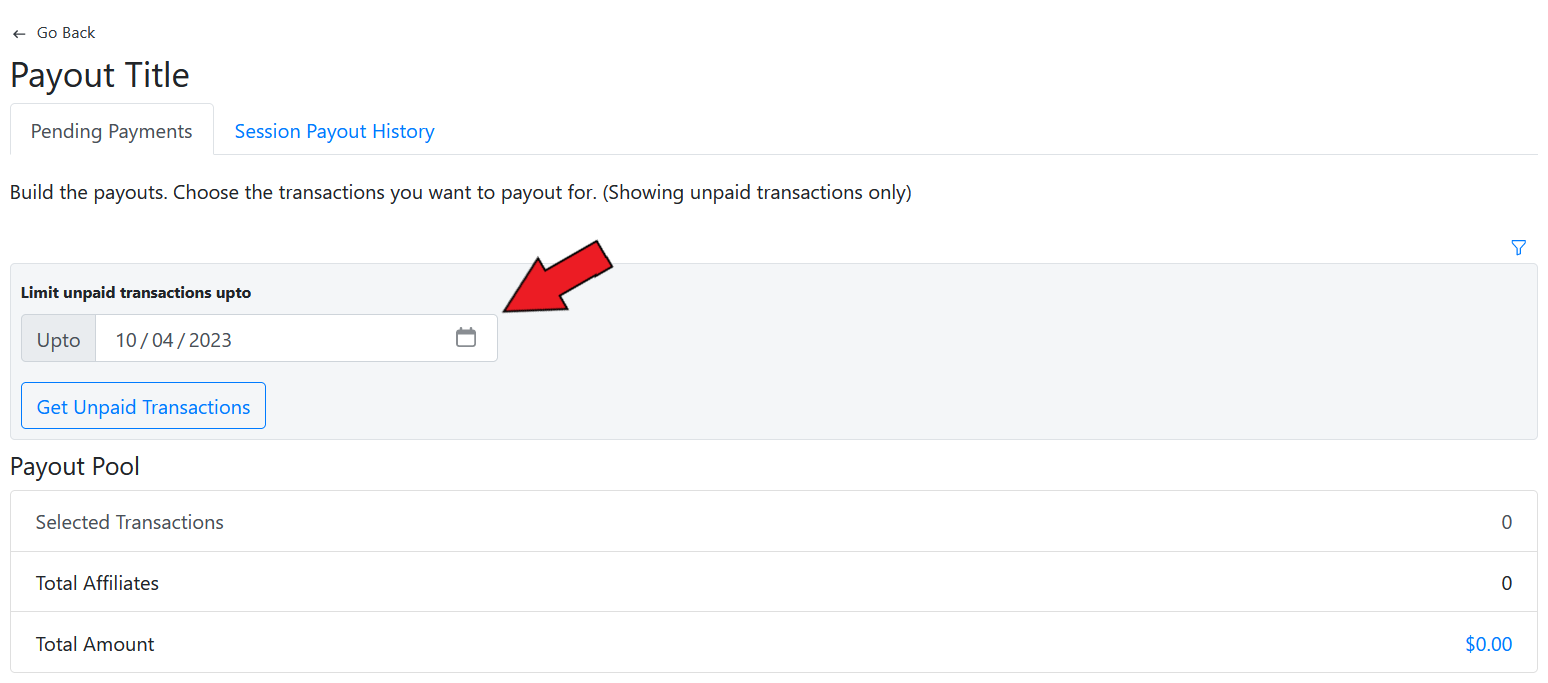 Go Back
Payout Title
Pending Payments
Session Payout History
Build the payouts. Choose the transactions you want to payout for. (Showing unpaid transactions only)
Limit unpaid transactions upto
Upto 10 / 04 / 2023
Get Unpaid Transactions
Payout Pool
Selected Transactions 0
Total Affiliates 0
Total Amount $0.00